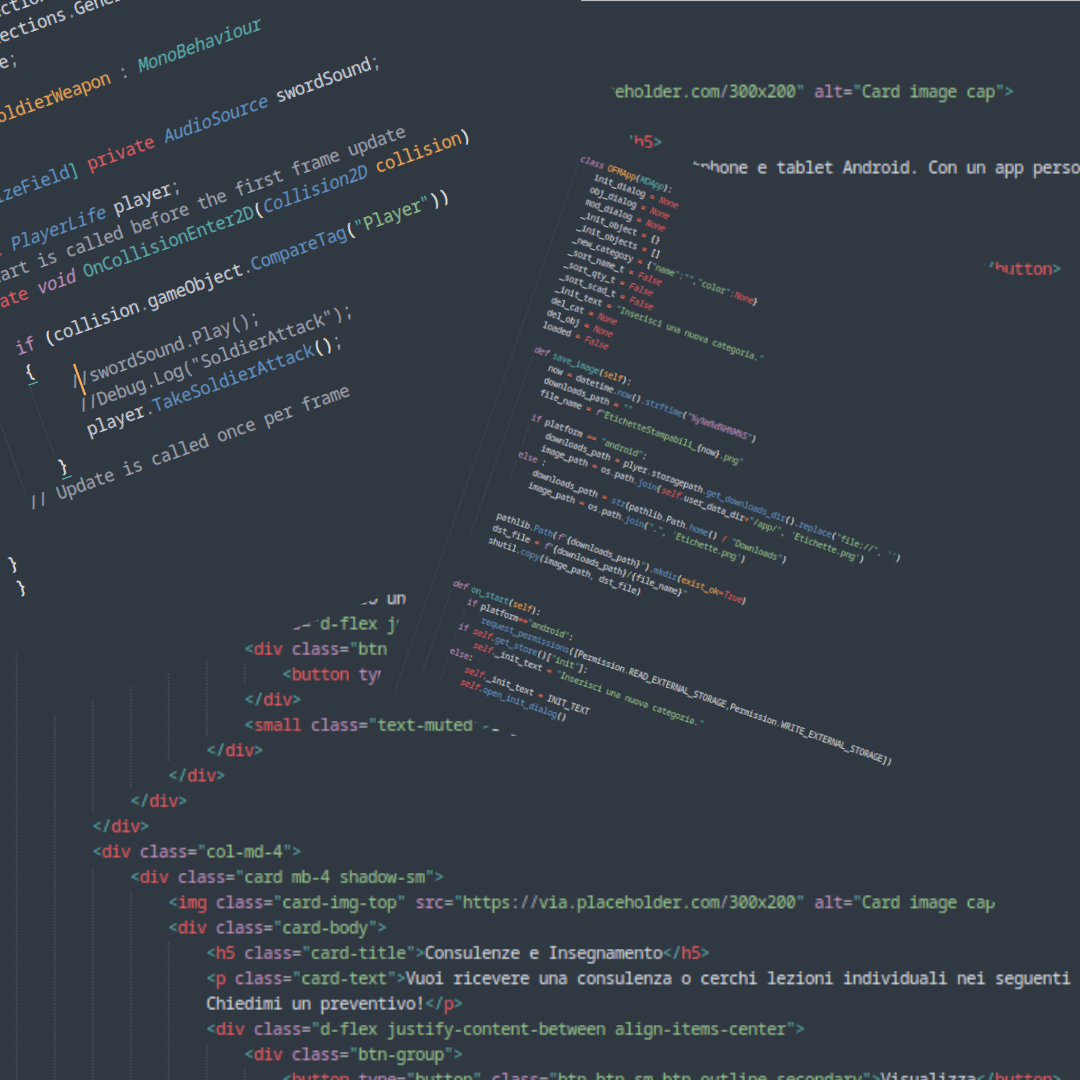 ections.Gene
e;
oldierWeapon : MonoBehaviour
izeField] private AudioSource swordSound;
PlayerLife player;
art is called before the first frame update
ate void OnCollisionEnter2D(Collision2D collision)
if (collision.gameObject.CompareTag("Player"))
{ //swordSound.Play();
//Debug.Log("SoldierAttack");
player.TakeSoldierAttack();
}
// Update is called once per frame
}
}
eholder.com/300x200" alt="Card image cap">
h5>
phone e tablet Android. Con un app perso
button>
class OFMApp(MDApp):
init_dialog = None
obj_dialog = None
mod_dialog = None
_init_object = {}
_init_objects = []
_new_category = {"name":"","color":None}
_sort_name_t = False
_sort_qty_t = False
_sort_scad_t = False
_init_text = "Inserisci una nuova categoria."
del_cat = None
del_obj = None
loaded = False
def save_image(self):
now = datetime.now().strftime("%y%m%d%H%M%S")
downloads_path = ""
file_name = f"EtichetteStampabili_{now}.png"
if platform == "android":
downloads_path = plyer.storagepath.get_downloads_dir().replace("file://", '')
image_path = os.path.join(self.user_data_dir+"/app/", 'Etichette.png')
else :
downloads_path = str(pathlib.Path.home() / "Downloads")
image_path = os.path.join(".", 'Etichette.png')
pathlib.Path(f"{downloads_path}").mkdir(exist_ok=True)
dst_file = f"{downloads_path}/{file_name}"
shutil.copy(image_path, dst_file)
def on_start(self):
if platform=="android":
request_permissions([Permission.READ_EXTERNAL_STORAGE,Permission.WRITE_EXTERNAL_STORAGE])
if self.get_store()["init"]:
self._init_text = "Inserisci una nuova categoria."
else:
self._init_text = INIT_TEXT
self.open_init_dialog()
un
d-flex j
<div class="btn
<button ty
</div>
<small class="text-muted
</div>
</div>
</div>
</div>
<div class="col-md-4">
<div class="card mb-4 shadow-sm">
<img class="card-img-top" src="https://via.placeholder.com/300x200" alt="Card image cap
<div class="card-body">
<h5 class="card-title">Consulenze e Insegnamento</h5>
<p class="card-text">Vuoi ricevere una consulenza o cerchi lezioni individuali nei seguenti
Chiedimi un preventivo!</p>
<div class="d-flex justify-content-between align-items-center">
<div class="btn-group">
<button type="button" class="btn btn-sm btn-outline-secondary">Visualizza</button>